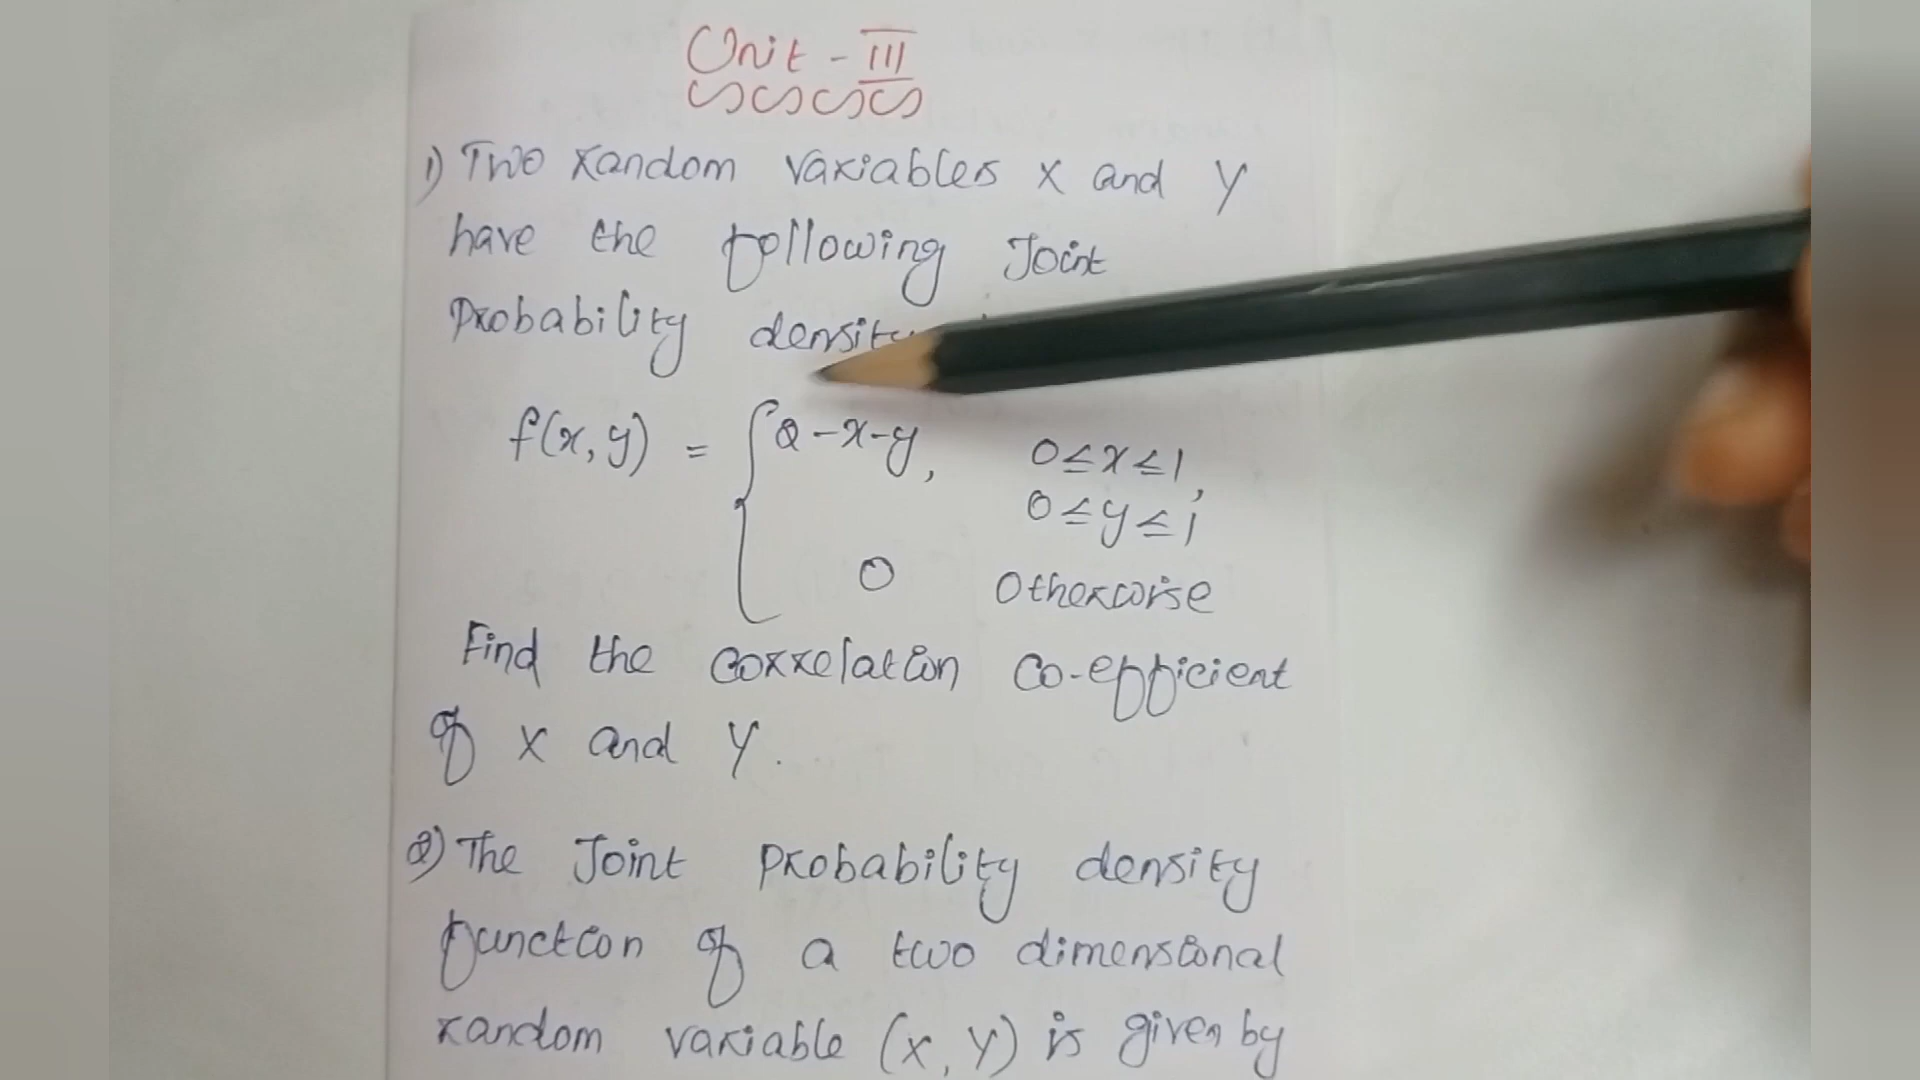 Unit - III
1) Two random variables X and Y
have the following Joint
Probability density
f(x, y) = { 2-x-y, 0≤x≤1,
0≤y≤1
0 Otherwise
Find the correlation co-efficient
of X and Y.
2) The Joint Probability density
function of a two dimensional
random variable (X, Y) is given by